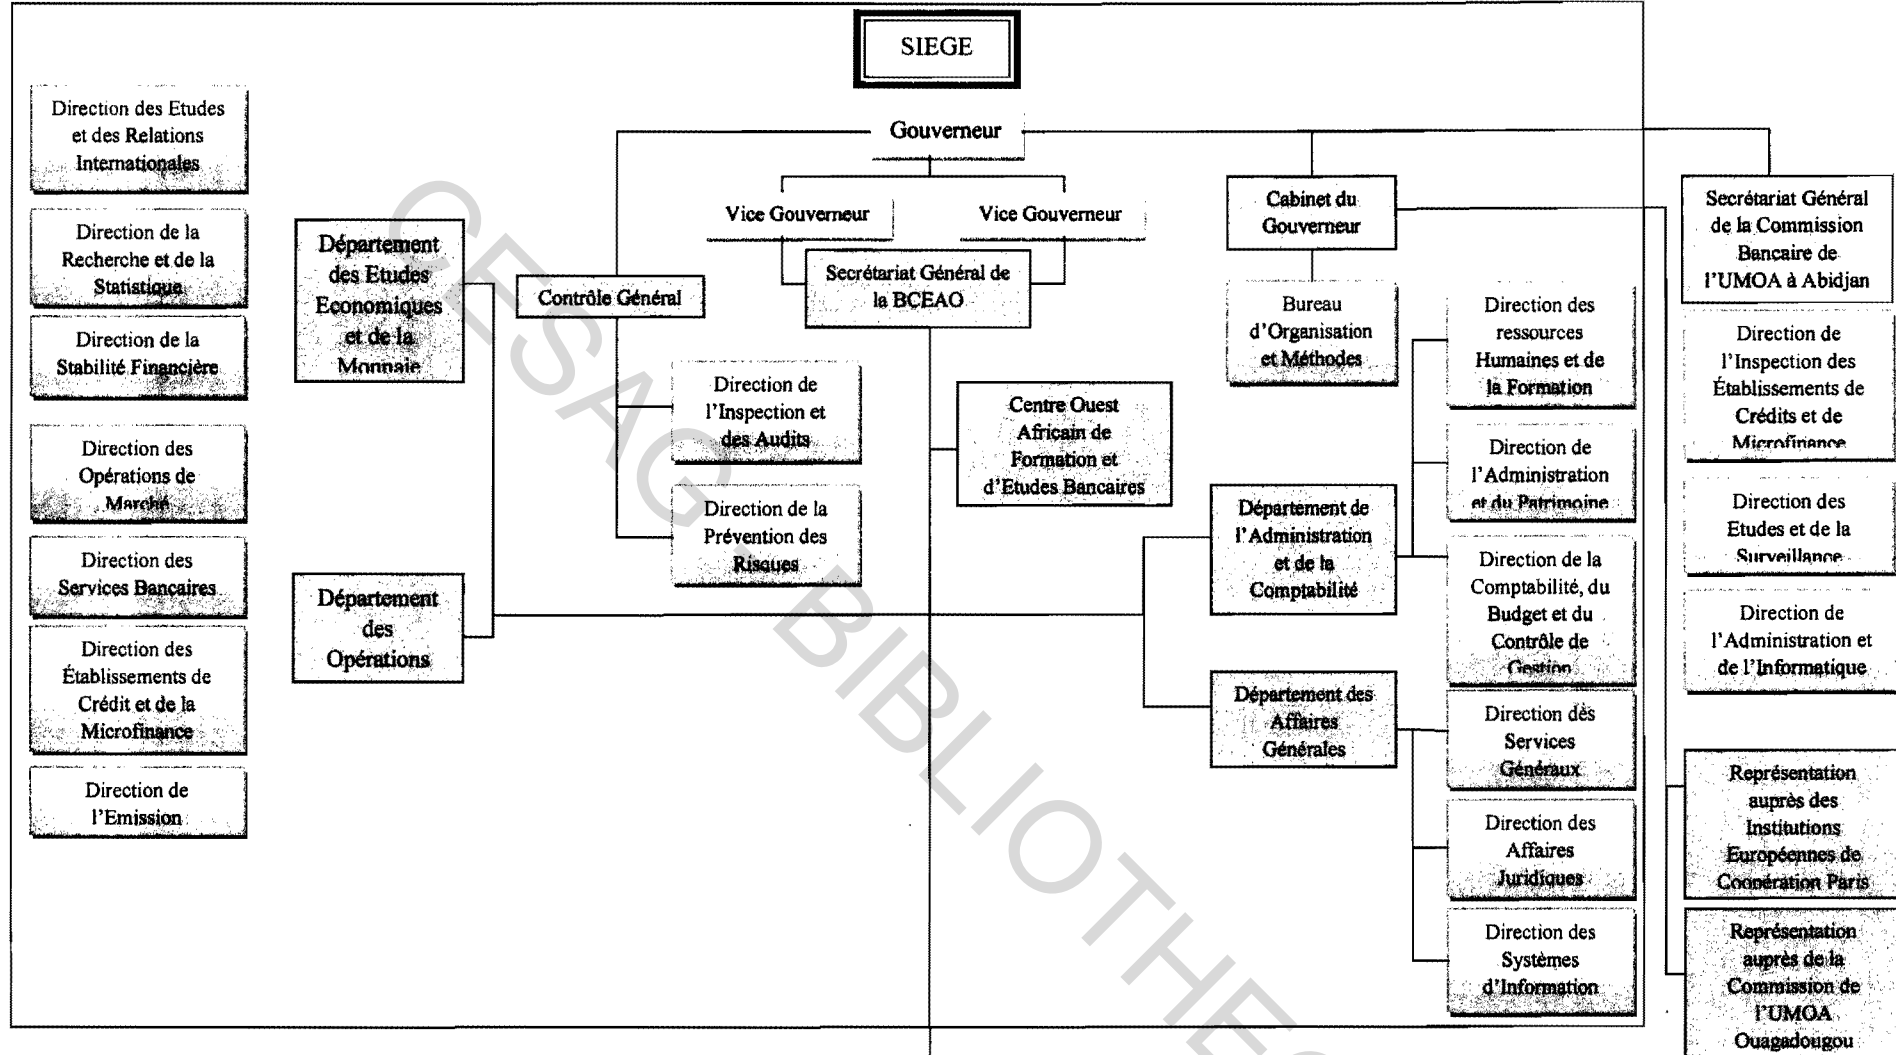 SIEGE
Gouverneur
Vice Gouverneur
Vice Gouverneur
Secrétariat Général de
la BCEAO
Contrôle Général
Direction de
l'Inspection et
des Audits
Direction de la
Prévention des
Risques
Centre Ouest
Africain de
Formation et
d'Etudes Bancaires
Direction des Etudes
et des Relations
Internationales
Direction de la
Recherche et de la
Statistique
Direction de la
Stabilité Financière
Direction des
Opérations de
Marché
Direction des
Services Bancaires
Direction des
Établissements de
Crédit et de la
Microfinance
Direction de
l'Emission
Département
des Etudes
Economiques
et de la
Monnaie
Département
des
Opérations
Cabinet du
Gouverneur
Bureau
d'Organisation
et Méthodes
Département de
l'Administration
et de la
Comptabilité
Département des
Affaires
Générales
Direction des
ressources
Humaines et de
la Formation
Direction de
l'Administration
et du Patrimoine
Direction de la
Comptabilité, du
Budget et du
Contrôle de
Gestion
Direction dès
Services
Généraux
Direction des
Affaires
Juridiques
Direction des
Systèmes
d'Information
Secrétariat Général
de la Commission
Bancaire de
l'UMOA à Abidjan
Direction de
l'Inspection des
Établissements de
Crédits et de
Microfinance
Direction des
Etudes et de la
Surveillance
Direction de
l'Administration et
de l'Informatique
Représentation
auprès des
Institutions
Européennes de
Coopération Paris
Représentation
auprès de la
Commission de
l'UMOA
Ouagadougou
CESAG - BIBLIOTHE